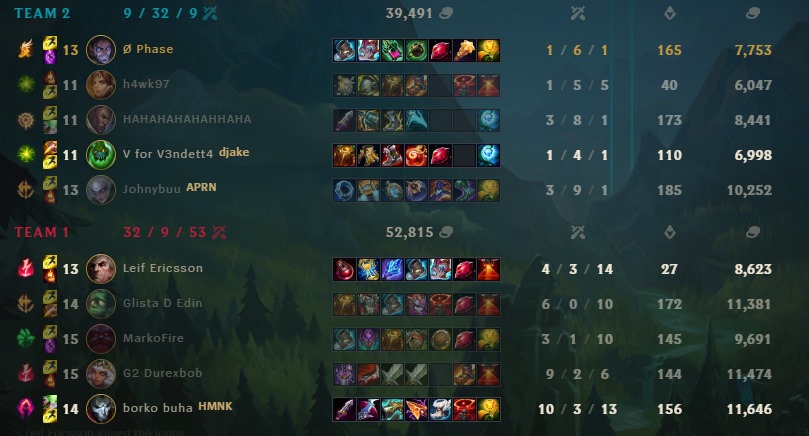 TEAM 2 9 / 32 / 9 39,491
13 Ø Phase 1 / 6 / 1 165 7,753
11 h4wk97 1 / 5 / 5 40 6,047
11 HAHAHAHAHAHHAHA 3 / 8 / 1 173 8,441
11 V for V3ndett4 djake 1 / 4 / 1 110 6,998
13 Johnybuu APRN 3 / 9 / 1 185 10,252
TEAM 1 32 / 9 / 53 52,815
13 Leif Ericsson 4 / 3 / 14 27 8,623
14 Glista D Edin 6 / 0 / 10 172 11,381
15 MarkoFire 3 / 1 / 10 145 9,691
15 G2 Durexbob 9 / 2 / 6 144 11,474
14 borko buha HMNK 10 / 3 / 13 156 11,646
Leif Ericsson joined the lobby